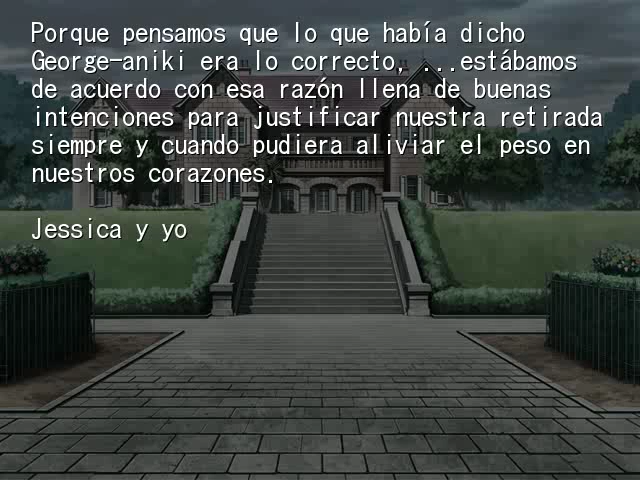 Porque pensamos que lo que había dicho
George-aniki era lo correcto, ...estábamos
de acuerdo con esa razón llena de buenas
intenciones para justificar nuestra retirada
siempre y cuando pudiera aliviar el peso en
nuestros corazones.
Jessica y yo